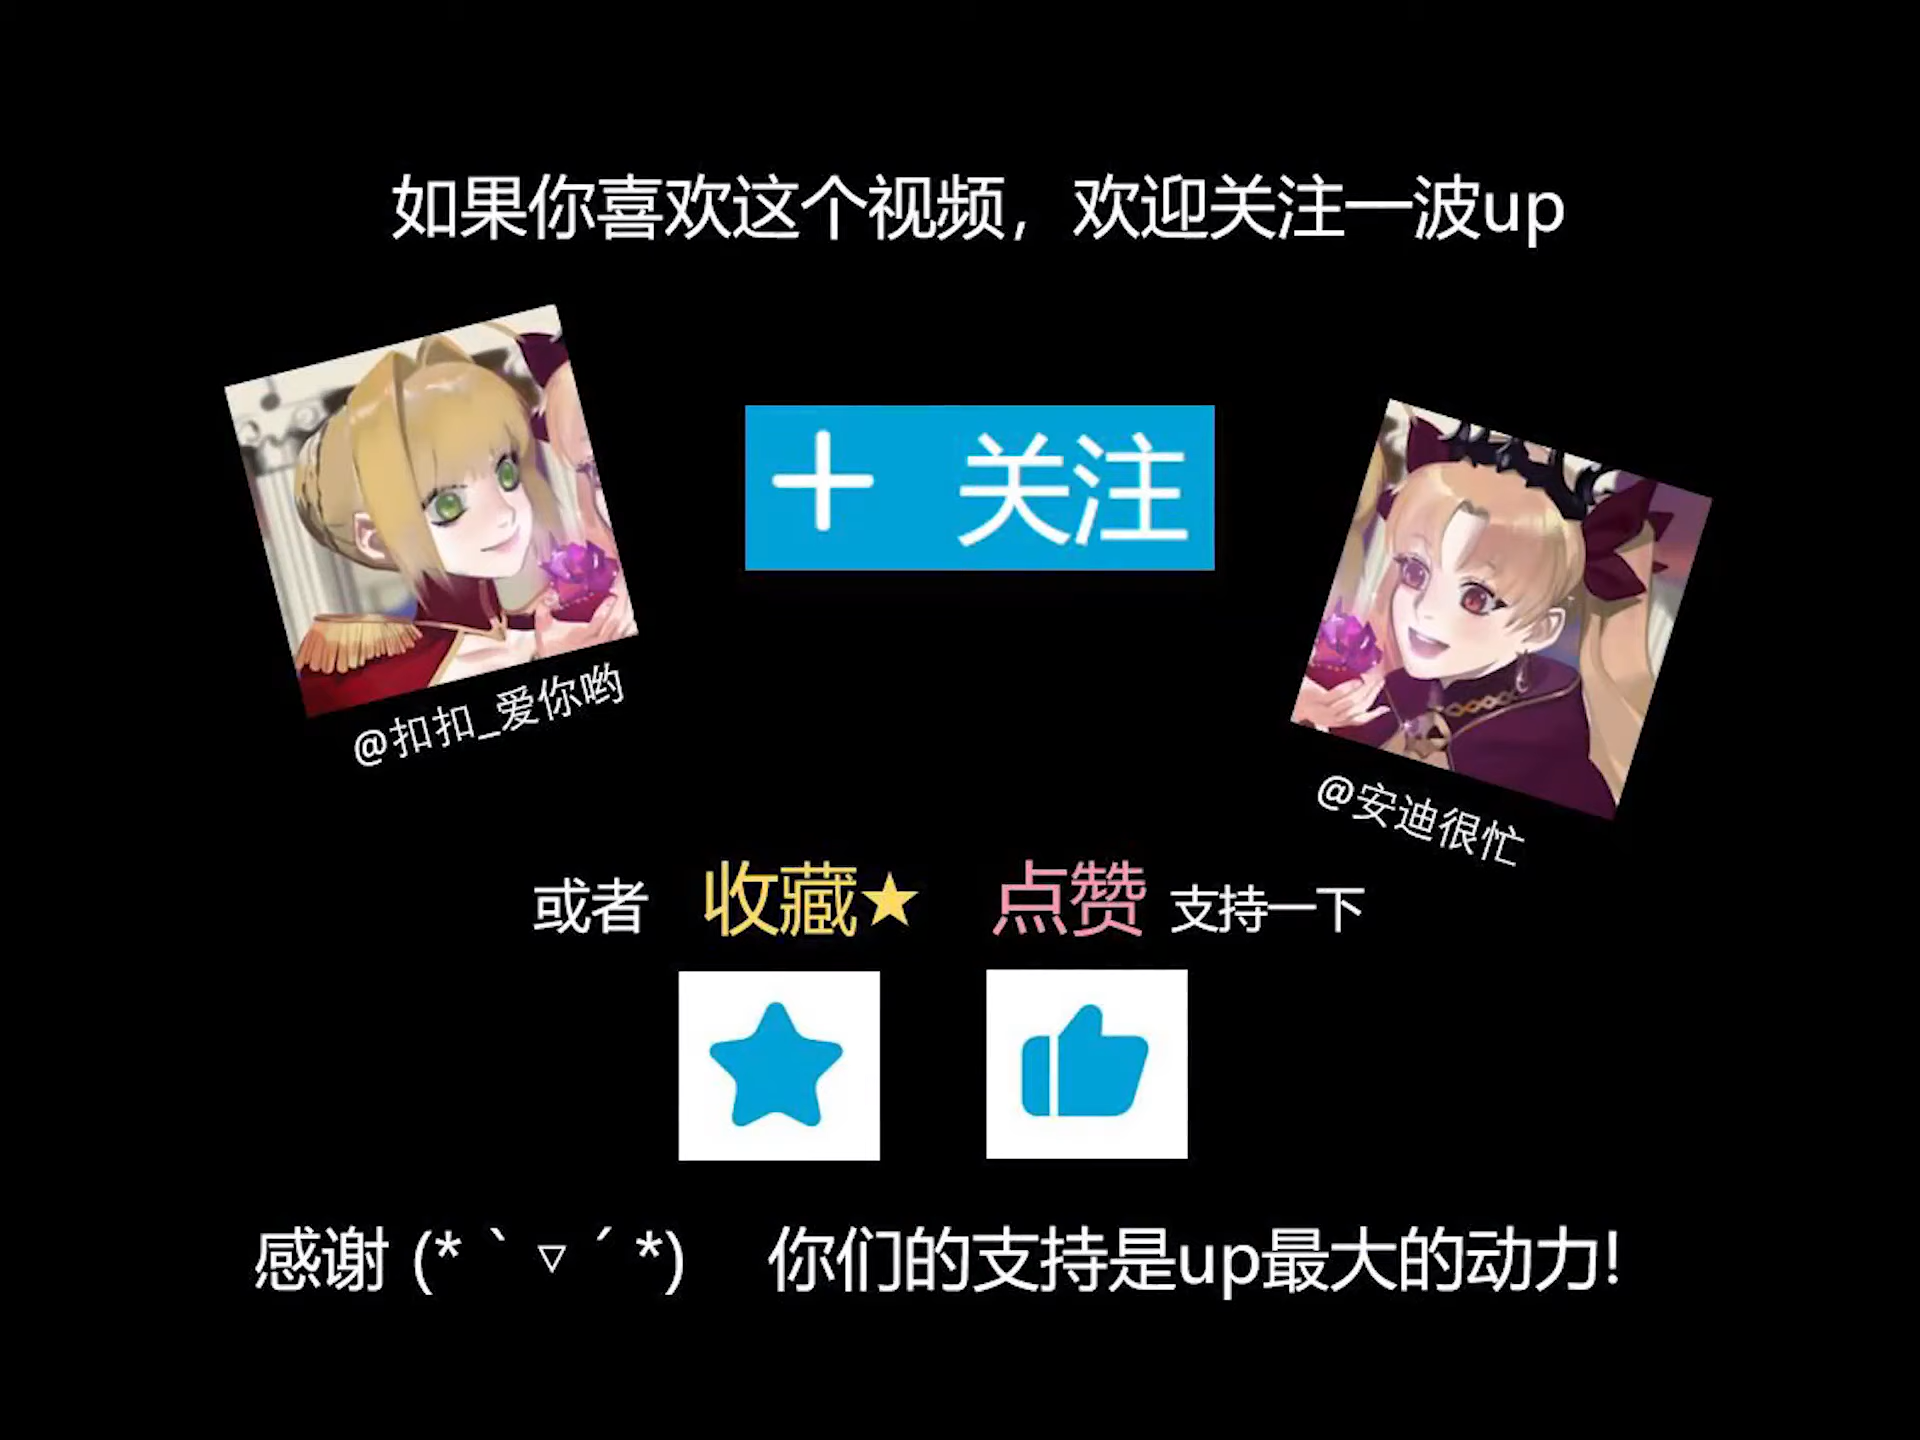 如果你喜欢这个视频，欢迎关注一波up
+ 关注
@扣扣_爱你哟
@安迪很忙
或者 收藏★ 点赞 支持一下
感谢 (*｀▽´*) 你们的支持是up最大的动力!